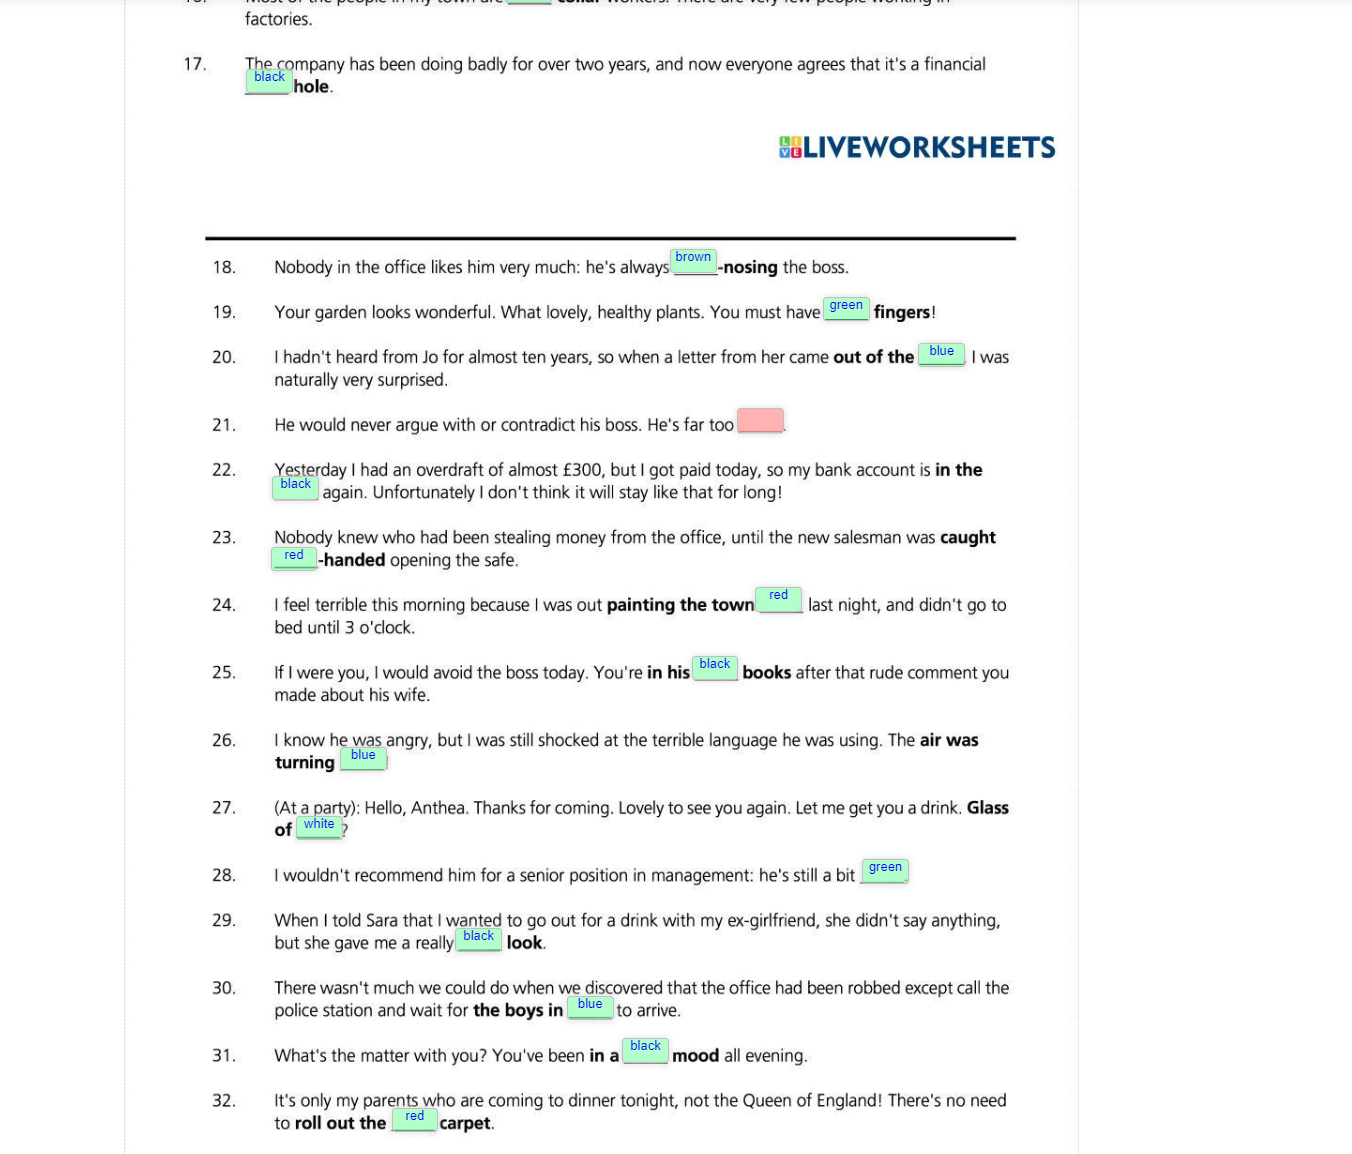 16. Most of the people in my town are collar workers. There are very few people working in
factories.
17. The company has been doing badly for over two years, and now everyone agrees that it's a financial
black hole.
LIVE LIVEWORKSHEETS
18. Nobody in the office likes him very much: he's always brown-nosing the boss.
19. Your garden looks wonderful. What lovely, healthy plants. You must have green fingers!
20. I hadn't heard from Jo for almost ten years, so when a letter from her came out of the blue I was
naturally very surprised.
21. He would never argue with or contradict his boss. He's far too ____.
22. Yesterday I had an overdraft of almost £300, but I got paid today, so my bank account is in the
black again. Unfortunately I don't think it will stay like that for long!
23. Nobody knew who had been stealing money from the office, until the new salesman was caught
red-handed opening the safe.
24. I feel terrible this morning because I was out painting the town red last night, and didn't go to
bed until 3 o'clock.
25. If I were you, I would avoid the boss today. You're in his black books after that rude comment you
made about his wife.
26. I know he was angry, but I was still shocked at the terrible language he was using. The air was
turning blue!
27. (At a party): Hello, Anthea. Thanks for coming. Lovely to see you again. Let me get you a drink. Glass
of white?
28. I wouldn't recommend him for a senior position in management: he's still a bit green.
29. When I told Sara that I wanted to go out for a drink with my ex-girlfriend, she didn't say anything,
but she gave me a really black look.
30. There wasn't much we could do when we discovered that the office had been robbed except call the
police station and wait for the boys in blue to arrive.
31. What's the matter with you? You've been in a black mood all evening.
32. It's only my parents who are coming to dinner tonight, not the Queen of England! There's no need
to roll out the red carpet.